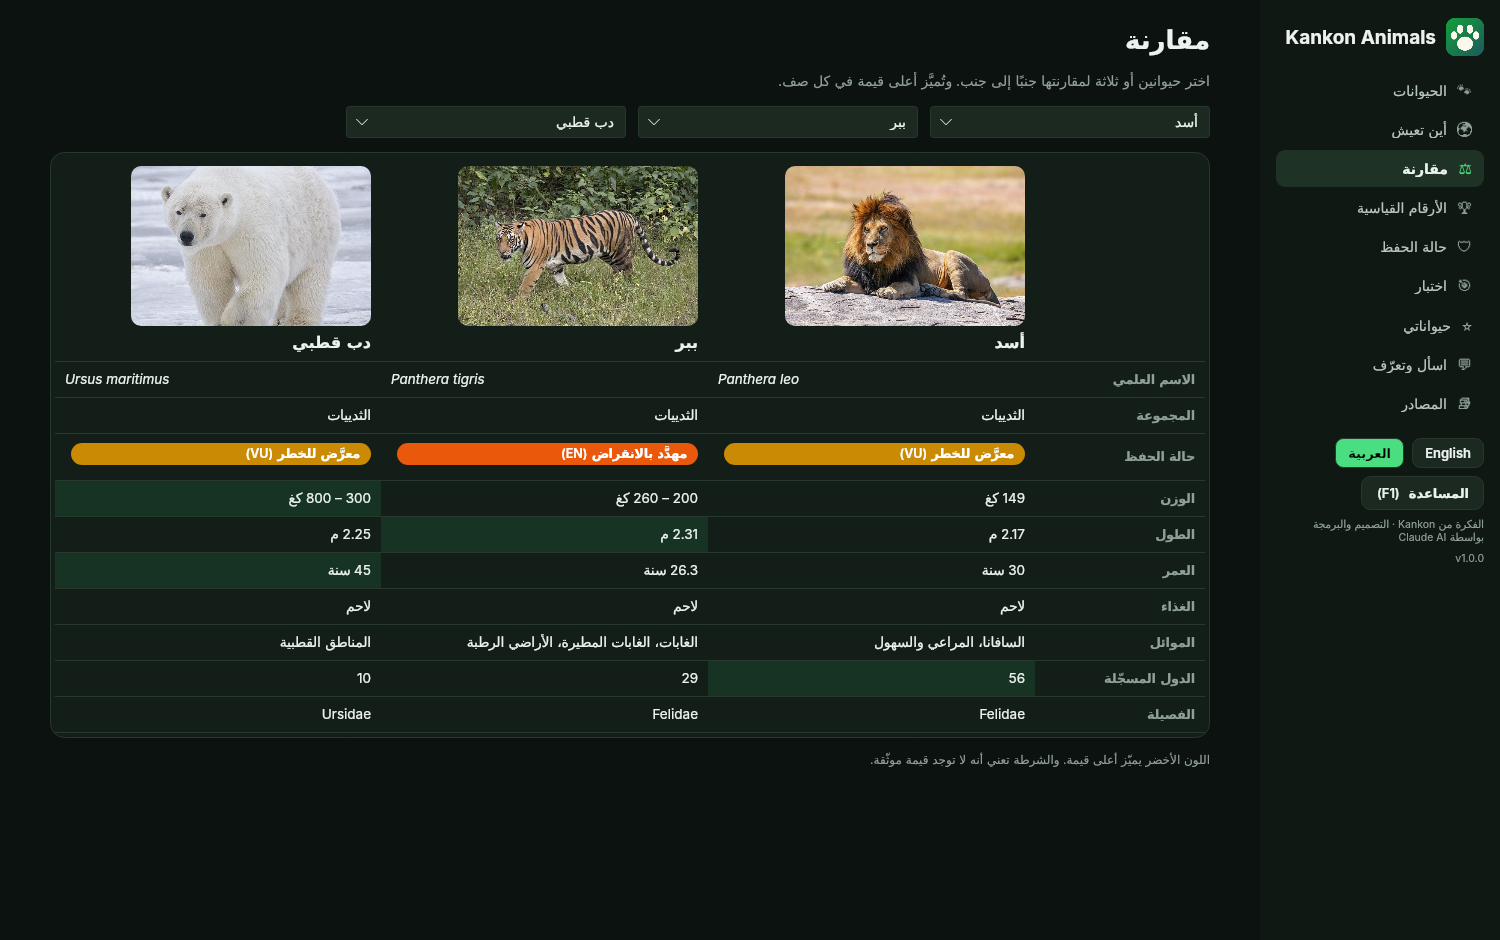 Kankon Animals
الحيوانات
أين تعيش
مقارنة
الأرقام القياسية
حالة الحفظ
اختبار
حيواناتي
اسأل وتعرّف
المصادر
English
العربية
المساعدة (F1)
الفكرة من Kankon · التصميم والبرمجة
بواسطة Claude AI
v1.0.0
مقارنة
اختر حيوانين أو ثلاثة لمقارنتها جنبًا إلى جنب. وتُميَّز أعلى قيمة في كل صف.
أسد ببر دب قطبي
أسد ببر دب قطبي
الاسم العلمي Panthera leo Panthera tigris Ursus maritimus
المجموعة الثدييات الثدييات الثدييات
حالة الحفظ معرَّض للخطر (VU) مهدَّد بالانقراض (EN) معرَّض للخطر (VU)
الوزن 149 كغ 200 – 260 كغ 300 – 800 كغ
الطول 2.17 م 2.31 م 2.25 م
العمر 30 سنة 26.3 سنة 45 سنة
الغذاء لاحم لاحم لاحم
الموائل السافانا، المراعي والسهول الغابات، الغابات المطيرة، الأراضي الرطبة المناطق القطبية
الدول المسجّلة 56 29 10
الفصيلة Felidae Felidae Ursidae
اللون الأخضر يميّز أعلى قيمة. والشرطة تعني أنه لا توجد قيمة موثّقة.